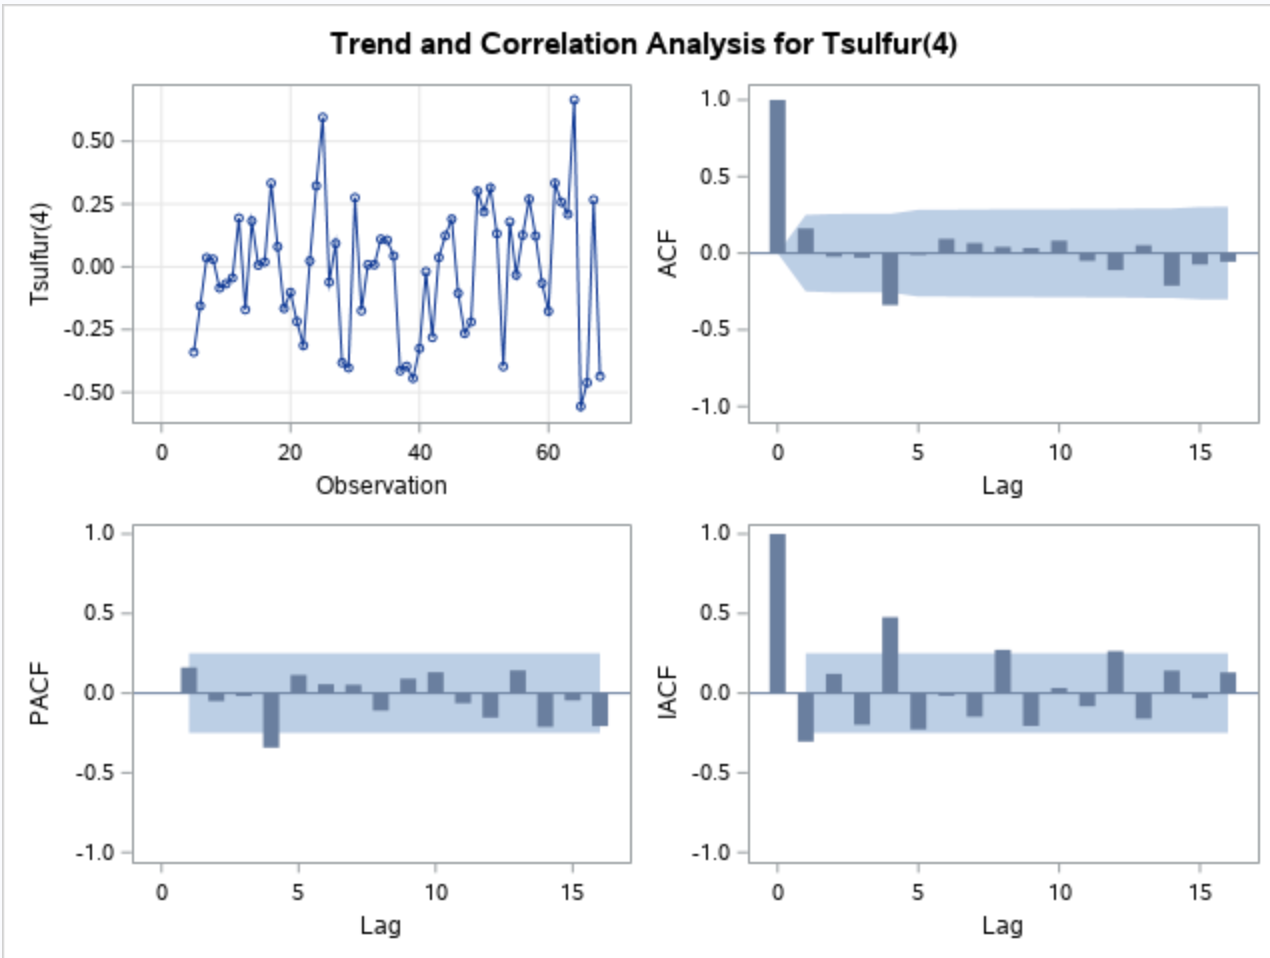 Trend and Correlation Analysis for Tsulfur(4)
Tsulfur(4)
0.50
0.25
0.00
-0.25
-0.50
0 20 40 60
Observation
ACF
1.0
0.5
0.0
-0.5
-1.0
0 5 10 15
Lag
PACF
1.0
0.5
0.0
-0.5
-1.0
0 5 10 15
Lag
IACF
1.0
0.5
0.0
-0.5
-1.0
0 5 10 15
Lag